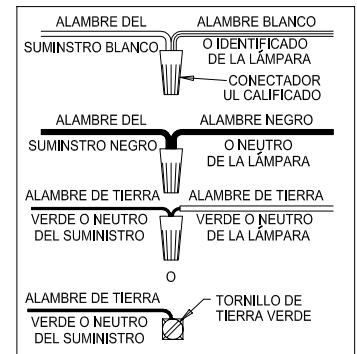 ALAMBRE DEL ALAMBRE BLANCO
SUMINSTRO BLANCO O IDENTIFICADO
DE LA LÁMPARA
CONECTADOR
UL CALIFICADO
ALAMBRE DEL ALAMBRE NEGRO
SUMINSTRO NEGRO O NEUTRO
DE LA LÁMPARA
ALAMBRE DE TIERRA ALAMBRE DE TIERRA
VERDE O NEUTRO VERDE O NEUTRO
DEL SUMINISTRO DE LA LÁMPARA
O
ALAMBRE DE TIERRA TORNILLO DE
TIERRA VERDE
VERDE O NEUTRO
DEL SUMINISTRO